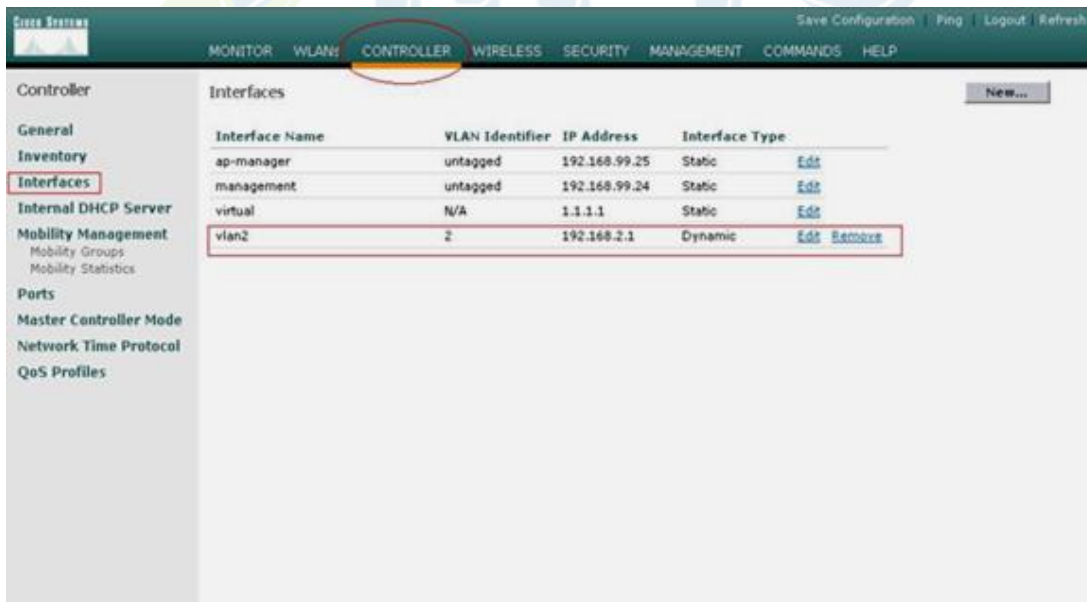 CISCO SYSTEMS
Save Configuration | Ping | Logout | Refresh
MONITOR WLANs CONTROLLER WIRELESS SECURITY MANAGEMENT COMMANDS HELP
Controller
General
Inventory
Interfaces
Internal DHCP Server
Mobility Management
Mobility Groups
Mobility Statistics
Ports
Master Controller Mode
Network Time Protocol
QoS Profiles
Interfaces
New...
Interface Name VLAN Identifier IP Address Interface Type
ap-manager untagged 192.168.99.25 Static Edit
management untagged 192.168.99.24 Static Edit
virtual N/A 1.1.1.1 Static Edit
vlan2 2 192.168.2.1 Dynamic Edit Remove